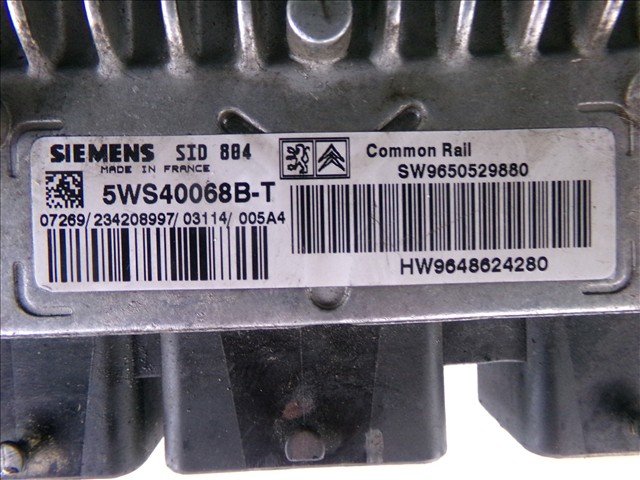 SIEMENS SID 804
MADE IN FRANCE
5WS40068B-T
07269/234208997/03114/005A4
Common Rail
SW9650529880
HW9648624280